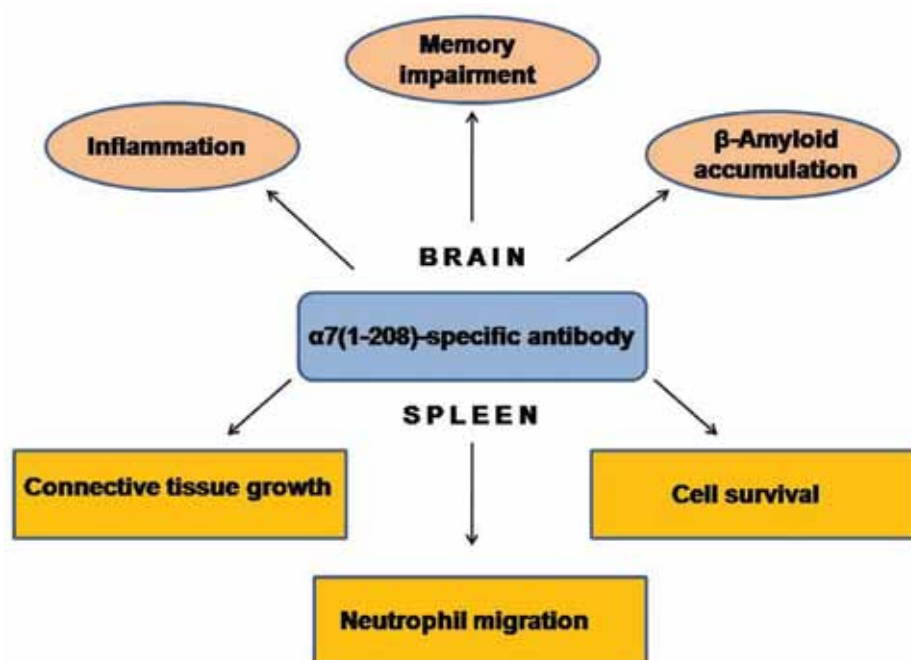 Memory
impairment
Inflammation
β-Amyloid
accumulation
BRAIN
α7(1-208)-specific antibody
SPLEEN
Connective tissue growth
Cell survival
Neutrophil migration